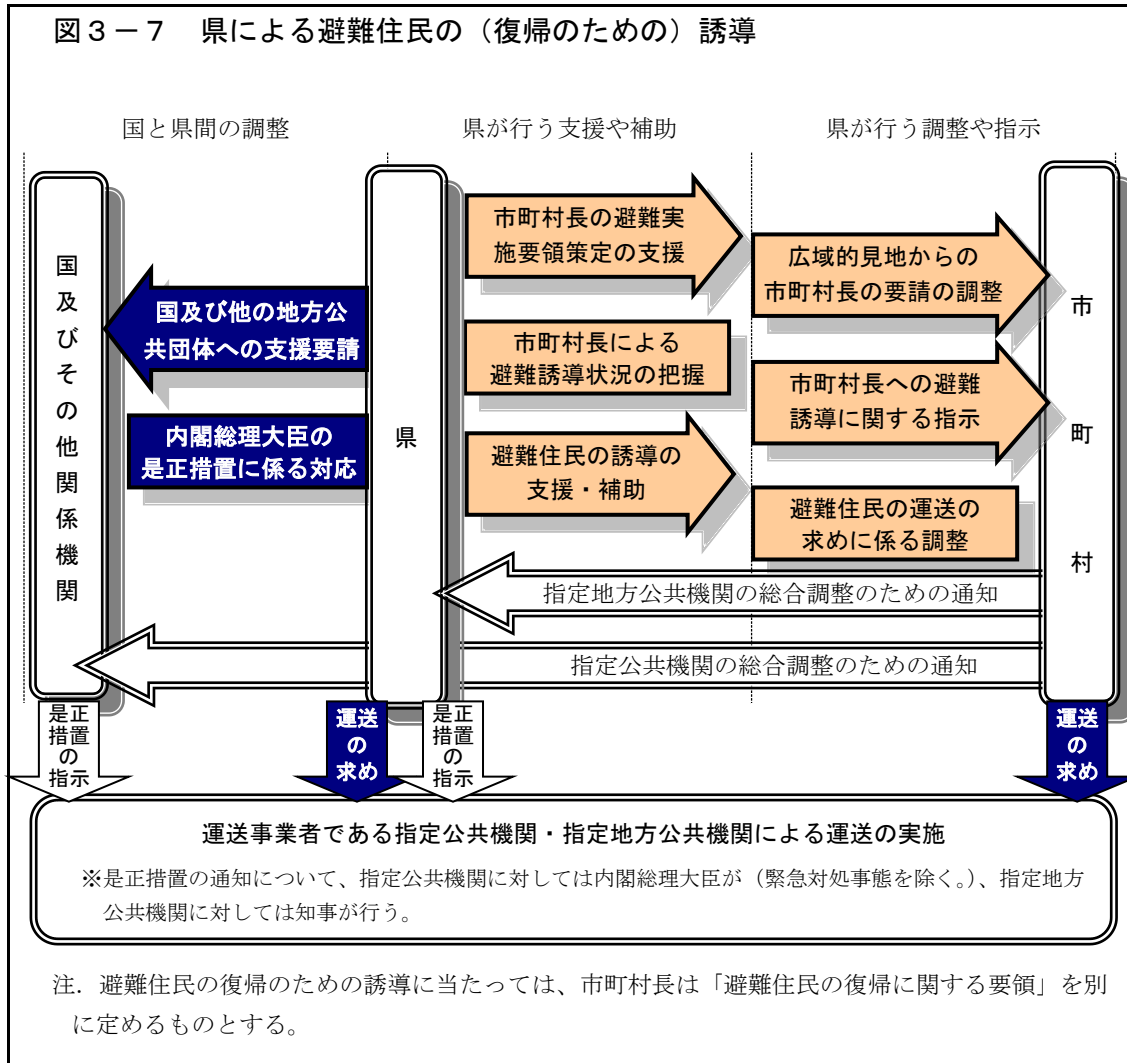 図３－７　県による避難住民の（復帰のための）誘導
国と県間の調整
県が行う支援や補助
県が行う調整や指示
国及びその他関係機関
国及び他の地方公
共団体への支援要請
内閣総理大臣の
是正措置に係る対応
県
市町村長の避難実
施要領策定の支援
市町村長による
避難誘導状況の把握
避難住民の誘導の
支援・補助
広域的見地からの
市町村長の要請の調整
市町村長への避難
誘導に関する指示
避難住民の運送の
求めに係る調整
市町村
指定地方公共機関の総合調整のための通知
指定公共機関の総合調整のための通知
是正
措置
の
指示
運送
の
求め
是正
措置
の
指示
運送
の
求め
運送事業者である指定公共機関・指定地方公共機関による運送の実施
※是正措置の通知について、指定公共機関に対しては内閣総理大臣が（緊急対処事態を除く。）、指定地方
公共機関に対しては知事が行う。
注．避難住民の復帰のための誘導に当たっては、市町村長は「避難住民の復帰に関する要領」を別
に定めるものとする。